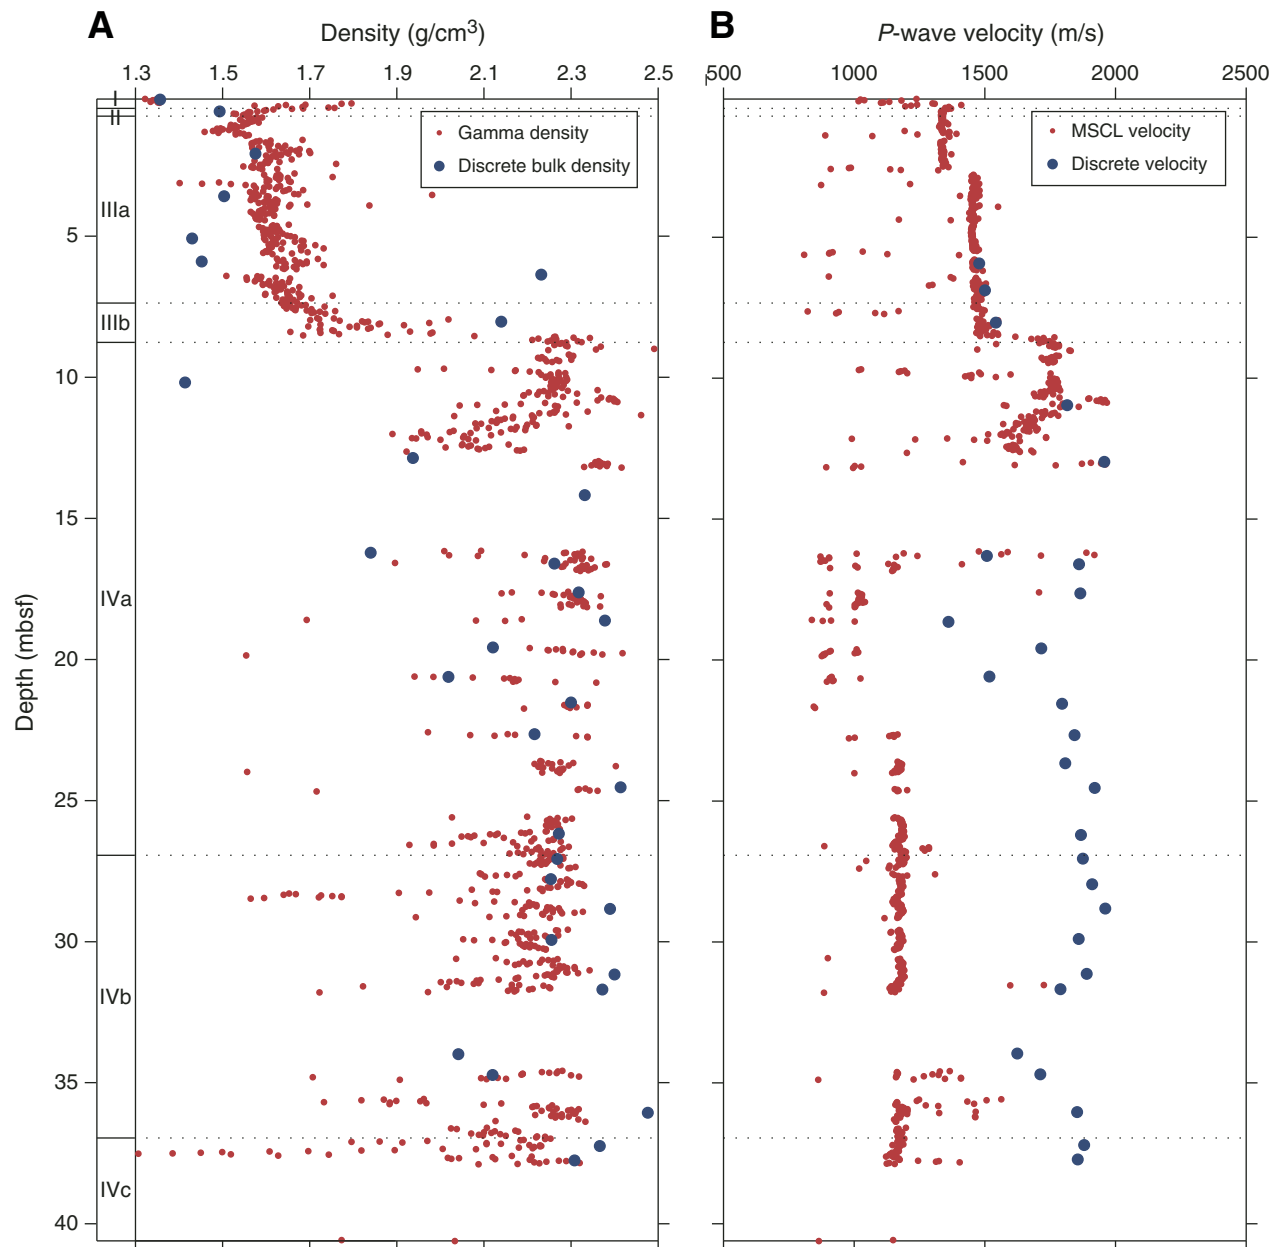 A
Density (g/cm³)
1.3 1.5 1.7 1.9 2.1 2.3 2.5
Gamma density
Discrete bulk density
B
P-wave velocity (m/s)
500 1000 1500 2000 2500
MSCL velocity
Discrete velocity
Depth (mbsf)
5
10
15
20
25
30
35
40
I
II
IIIa
IIIb
IVa
IVb
IVc